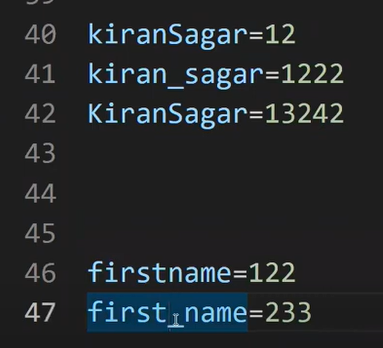 40 kiranSagar=12
41 kiran_sagar=1222
42 KiranSagar=13242
43
44
45
46 firstname=122
47 first_name=233